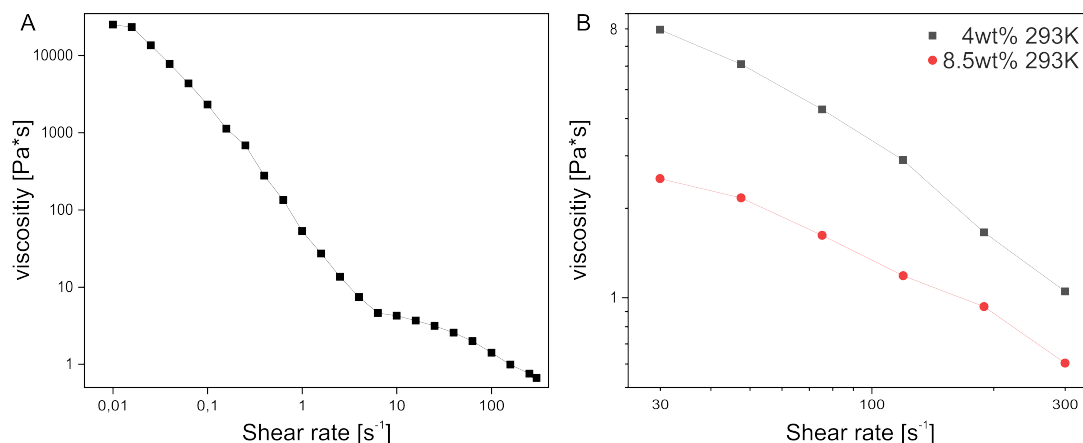 A
viscositiy [Pa*s]
10000
1000
100
10
1
0,01
0,1
1
10
100
Shear rate [s⁻¹]
B
viscositiy [Pa*s]
8
1
30
100
300
Shear rate [s⁻¹]
4wt% 293K
8.5wt% 293K